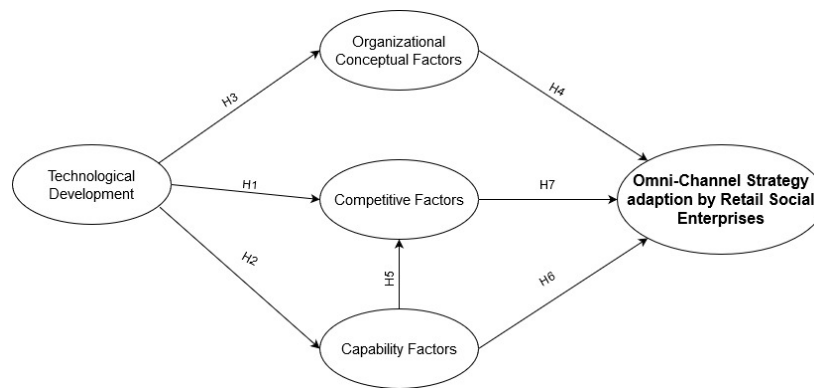 Organizational
Conceptual Factors
H3
H4
Technological
Development
H1
Competitive Factors
H7
Omni-Channel Strategy
adaption by Retail Social
Enterprises
H2
H5
H6
Capability Factors